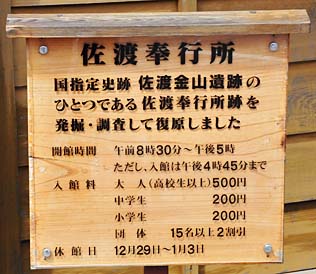 佐渡奉行所
国指定史跡 佐渡金山遺跡の
ひとつである 佐渡奉行所跡を
発掘・調査して復原しました
開館時間 午前8時30分～午後5時
ただし、入館は午後4時45分まで
入館料 大人(高校生以上)500円
中学生 200円
小学生 200円
団体 15名以上2割引
休館日 12月29日～1月3日